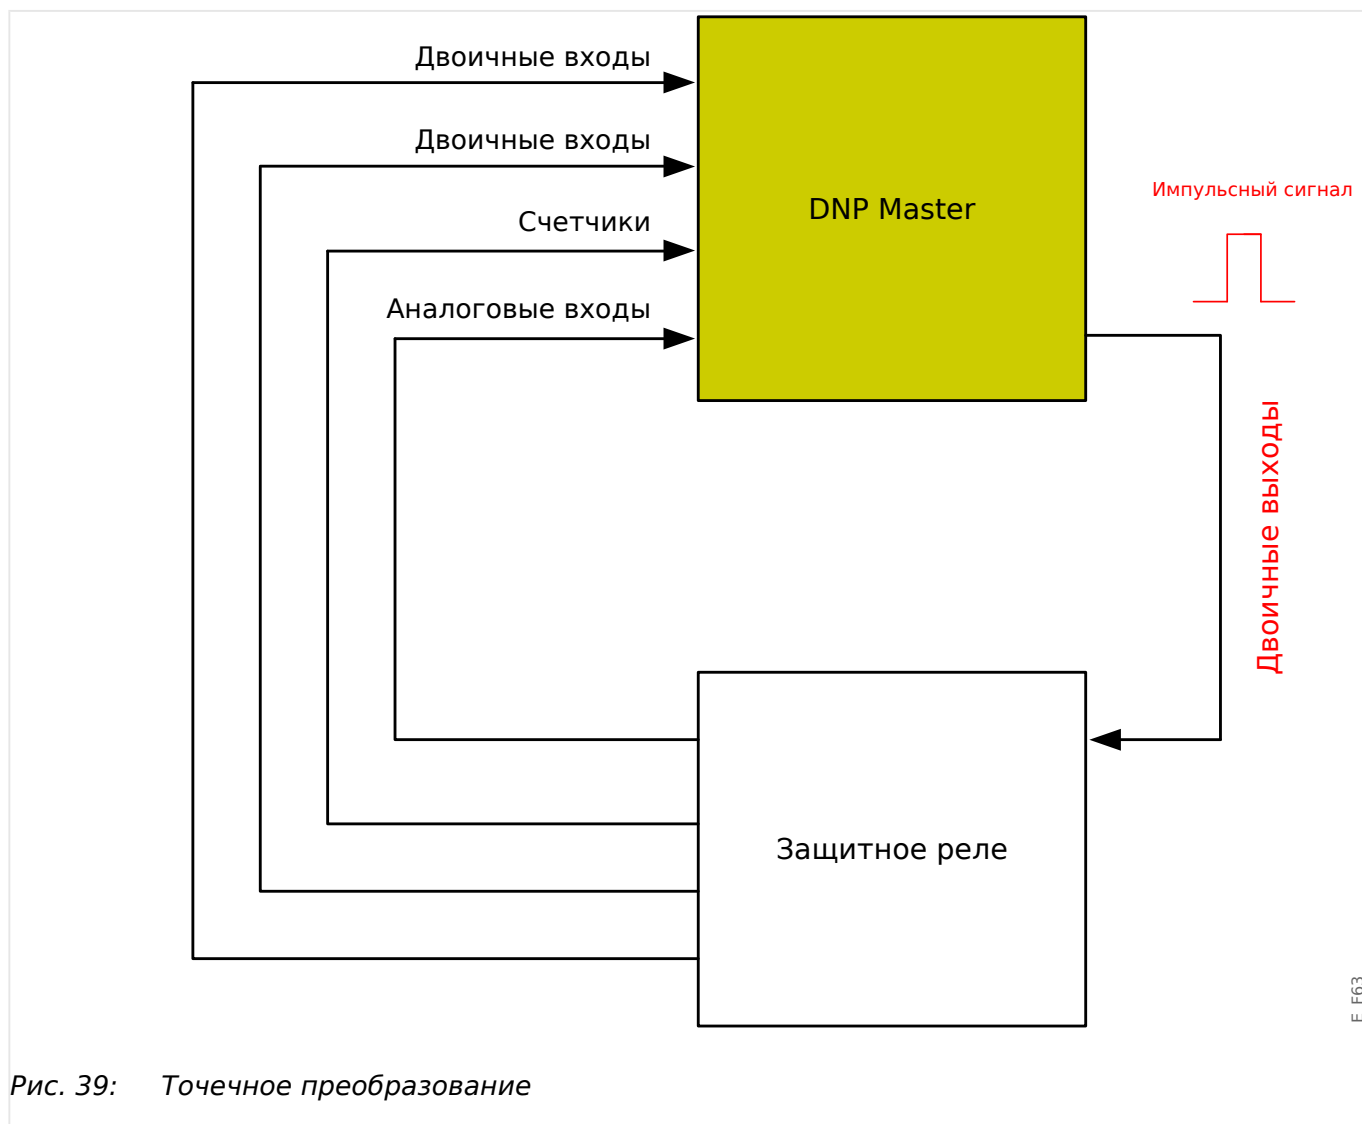 Двоичные входы
Двоичные входы
Счетчики
Аналоговые входы
DNP Master
Импульсный сигнал
Двоичные выходы
Защитное реле
Рис. 39: Точечное преобразование